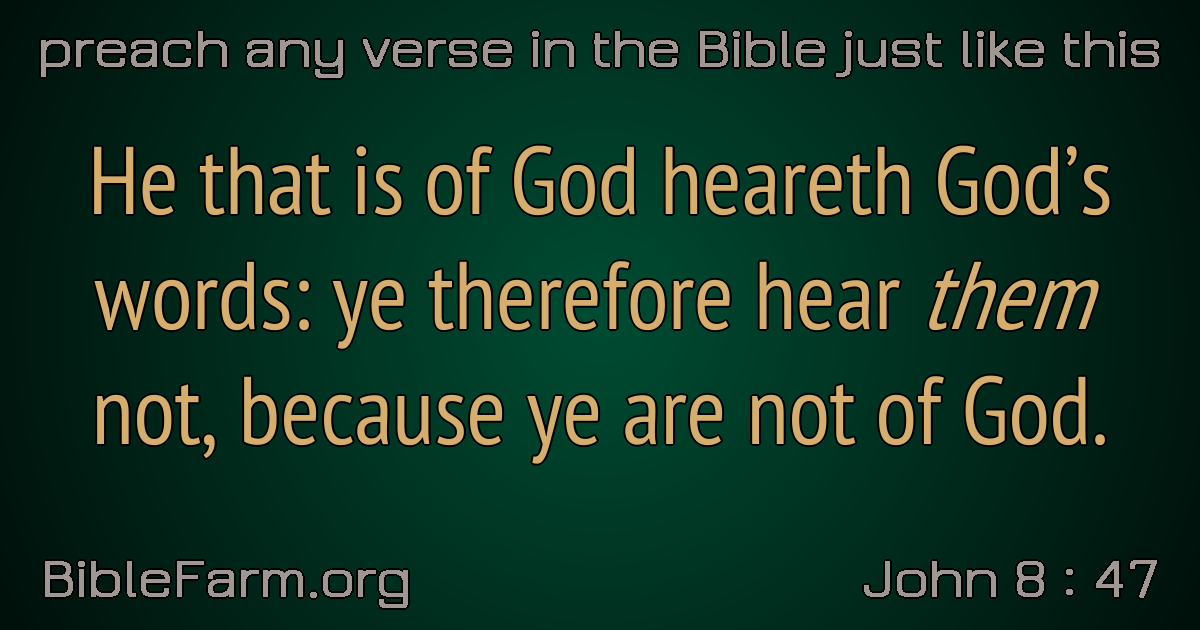 preach any verse in the Bible just like this
He that is of God heareth God’s
words: ye therefore hear them
not, because ye are not of God.
BibleFarm.org
John 8 : 47